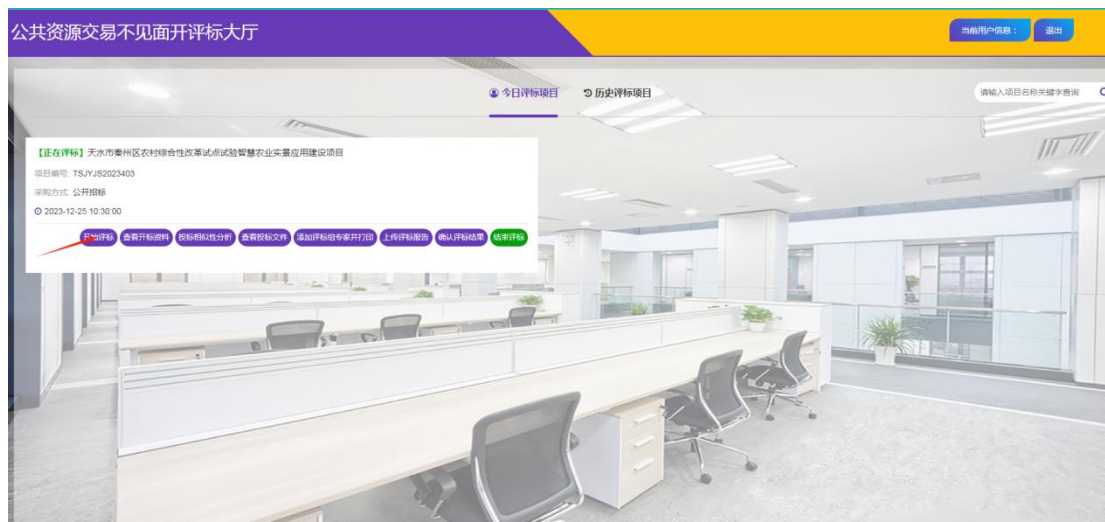 公共资源交易不见面开评标大厅
当前用户信息： 退出
今日评标项目 历史评标项目 请输入项目名称关键字查询
【正在评标】天水市秦州区农村综合性改革试点试验智慧农业实景应用建设项目
项目编号: TSJYJS2023403
采购方式: 公开招标
2023-12-25 10:30:00
开始评标 查看开标资料 投标相似性分析 查看投标文件 添加评标组专家并打印 上传评标报告 确认评标结果 结束评标